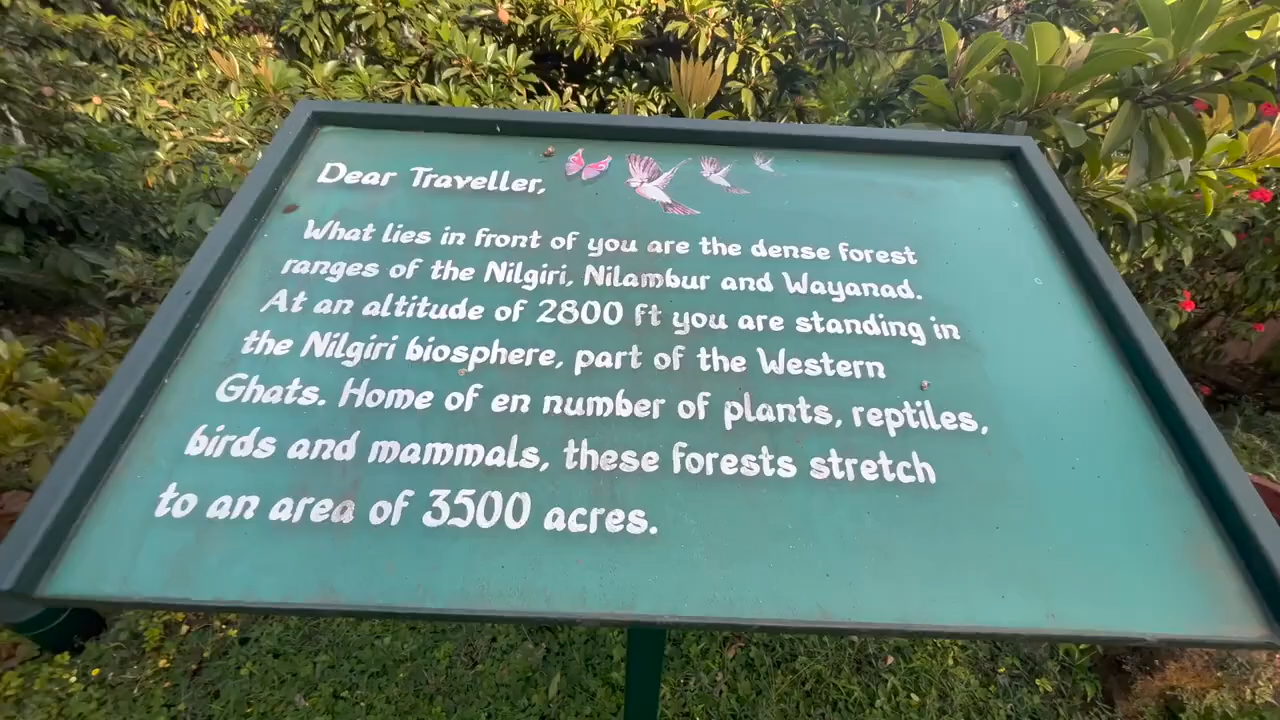 Dear Traveller,
What lies in front of you are the dense forest
ranges of the Nilgiri, Nilambur and Wayanad.
At an altitude of 2800 ft you are standing in
the Nilgiri biosphere, part of the Western
Ghats. Home of en number of plants, reptiles,
birds and mammals, these forests stretch
to an area of 3500 acres.